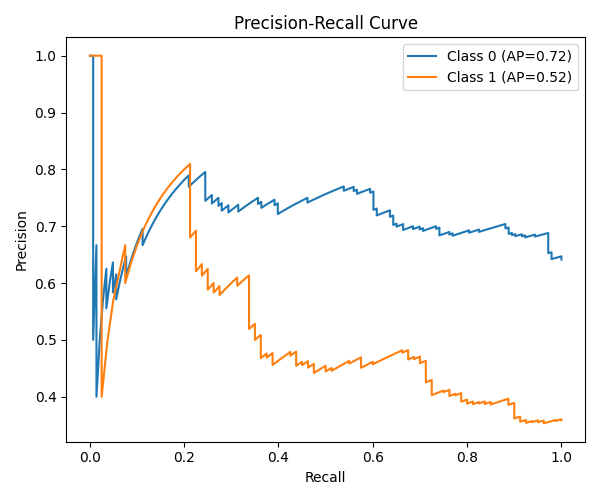 Precision-Recall Curve
Class 0 (AP=0.72)
Class 1 (AP=0.52)
1.0
0.9
0.8
0.7
0.6
0.5
0.4
Precision
0.0 0.2 0.4 0.6 0.8 1.0
Recall